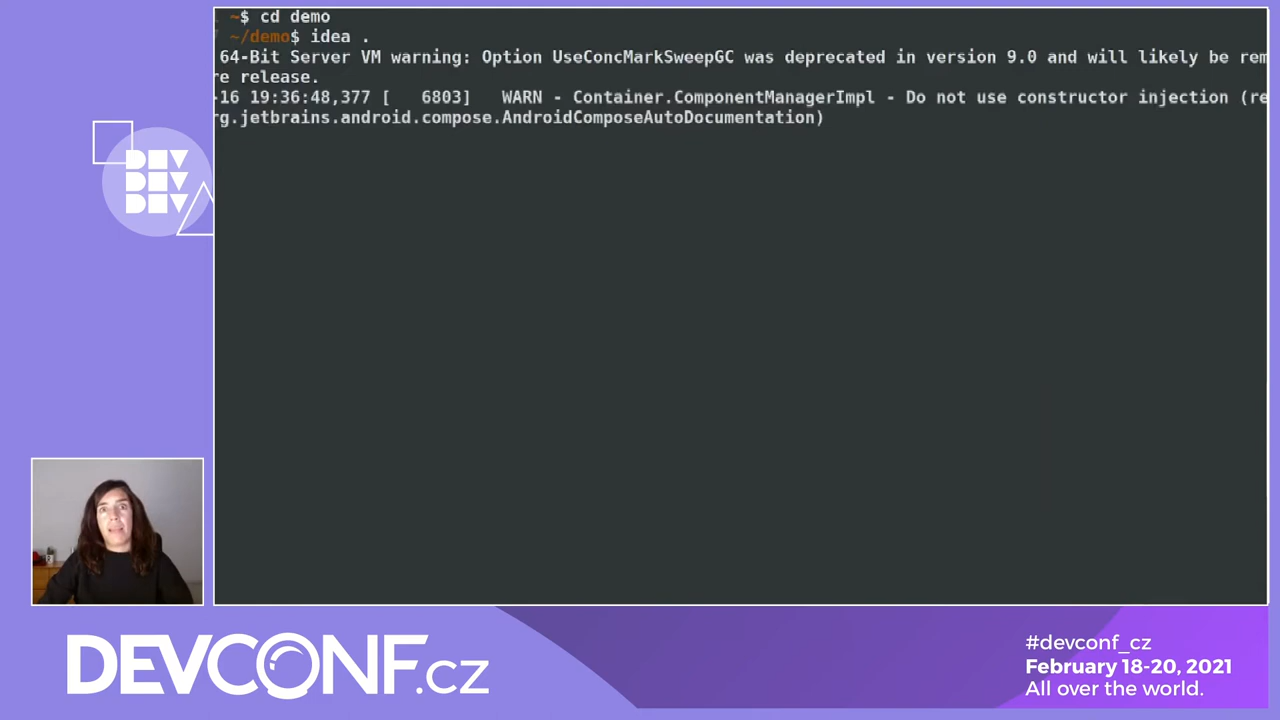 ~$ cd demo
~/demo$ idea .
64-Bit Server VM warning: Option UseConcMarkSweepGC was deprecated in version 9.0 and will likely be rem
re release.
-16 19:36:48,377 [   6803]   WARN - Container.ComponentManagerImpl - Do not use constructor injection (re
rg.jetbrains.android.compose.AndroidComposeAutoDocumentation)
DEV
DEV
DEV
DEVCONF.cz
#devconf_cz
February 18-20, 2021
All over the world.